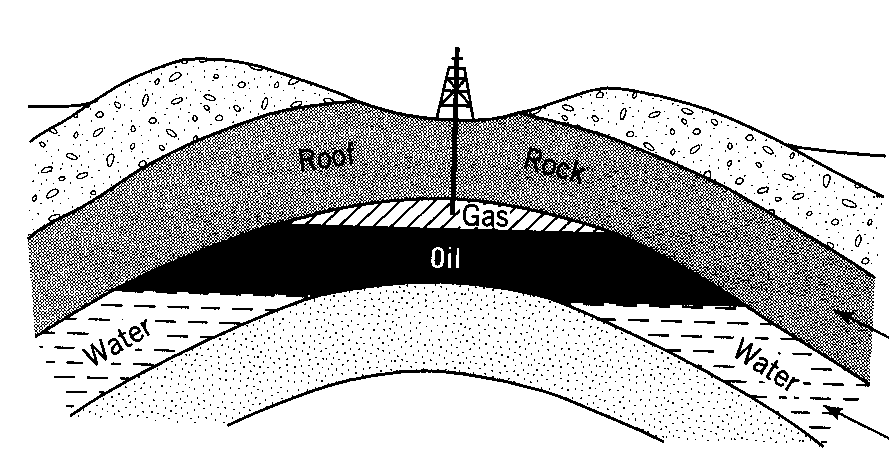 Roof Rock
Gas
Oil
Water
Water